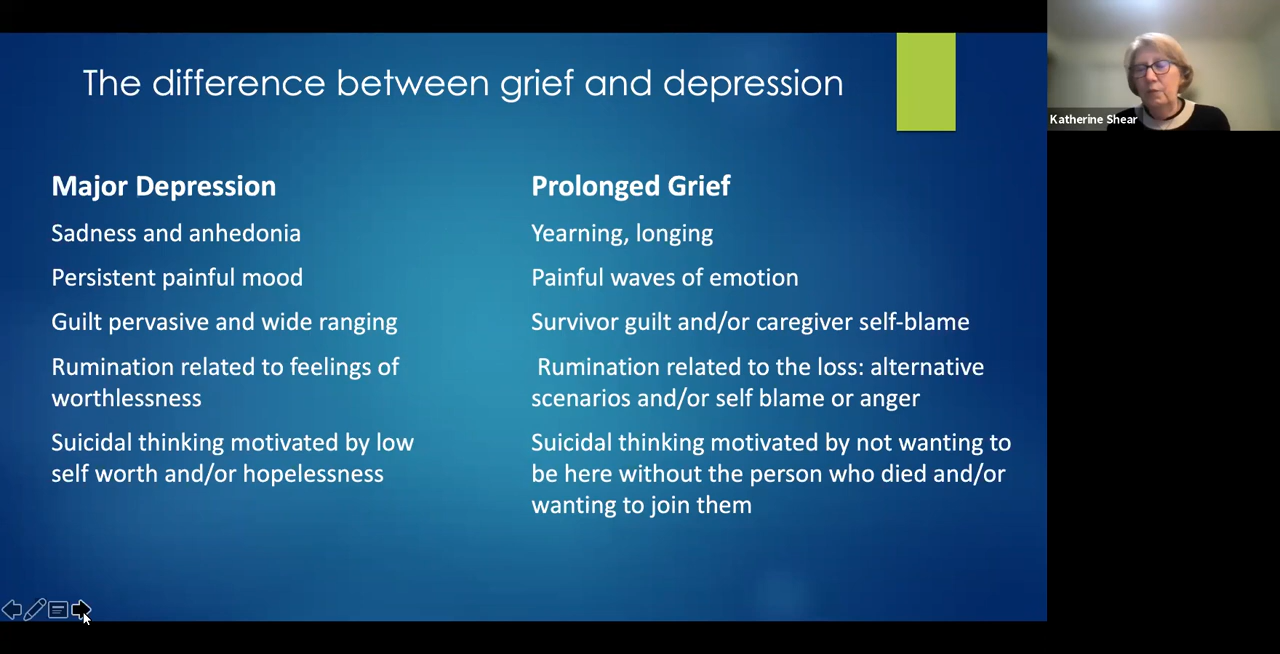 The difference between grief and depression
Katherine Shear
Major Depression
Sadness and anhedonia
Persistent painful mood
Guilt pervasive and wide ranging
Rumination related to feelings of
worthlessness
Suicidal thinking motivated by low
self worth and/or hopelessness
Prolonged Grief
Yearning, longing
Painful waves of emotion
Survivor guilt and/or caregiver self-blame
Rumination related to the loss: alternative
scenarios and/or self blame or anger
Suicidal thinking motivated by not wanting to
be here without the person who died and/or
wanting to join them